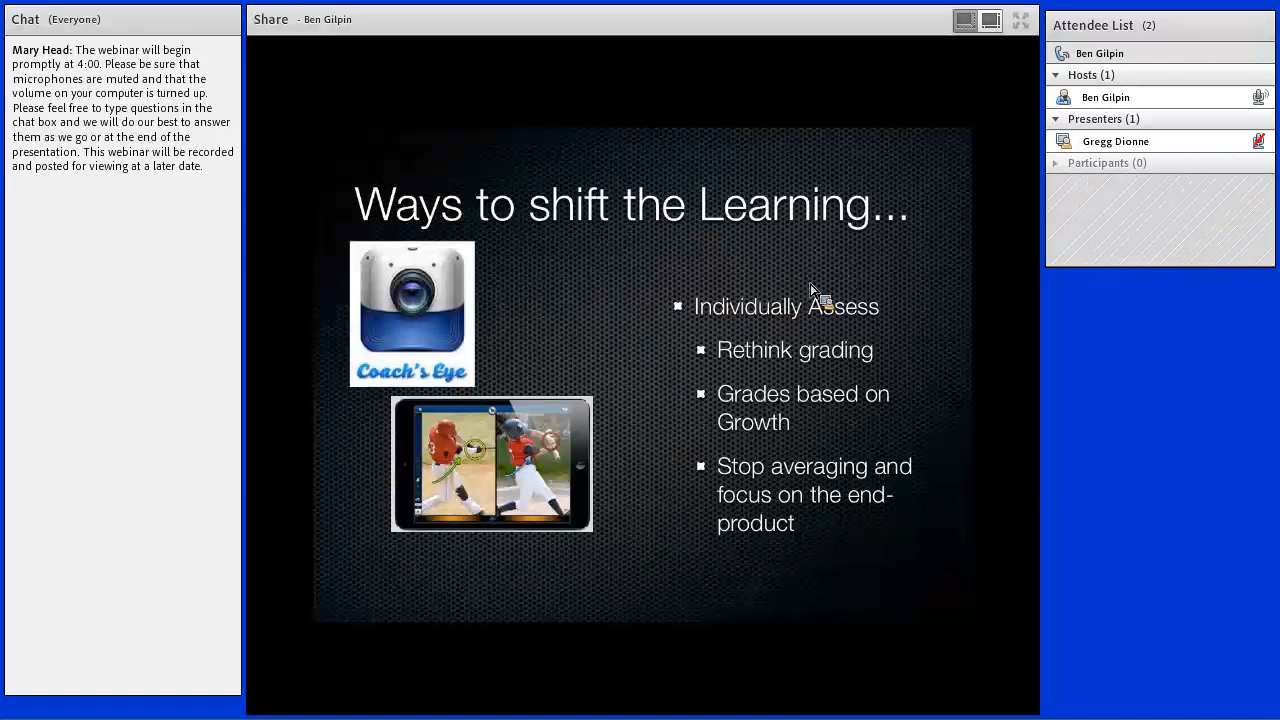 Chat (Everyone)
Mary Head: The webinar will begin
promptly at 4:00. Please be sure that
microphones are muted and that the
volume on your computer is turned up.
Please feel free to type questions in the
chat box and we will do our best to answer
them as we go or at the end of the
presentation. This webinar will be recorded
and posted for viewing at a later date.
Share - Ben Gilpin
Ways to shift the Learning...
Coach's Eye
Individually Assess
Rethink grading
Grades based on
Growth
Stop averaging and
focus on the end-
product
Attendee List (2)
Ben Gilpin
Hosts (1)
Ben Gilpin
Presenters (1)
Gregg Dionne
Participants (0)